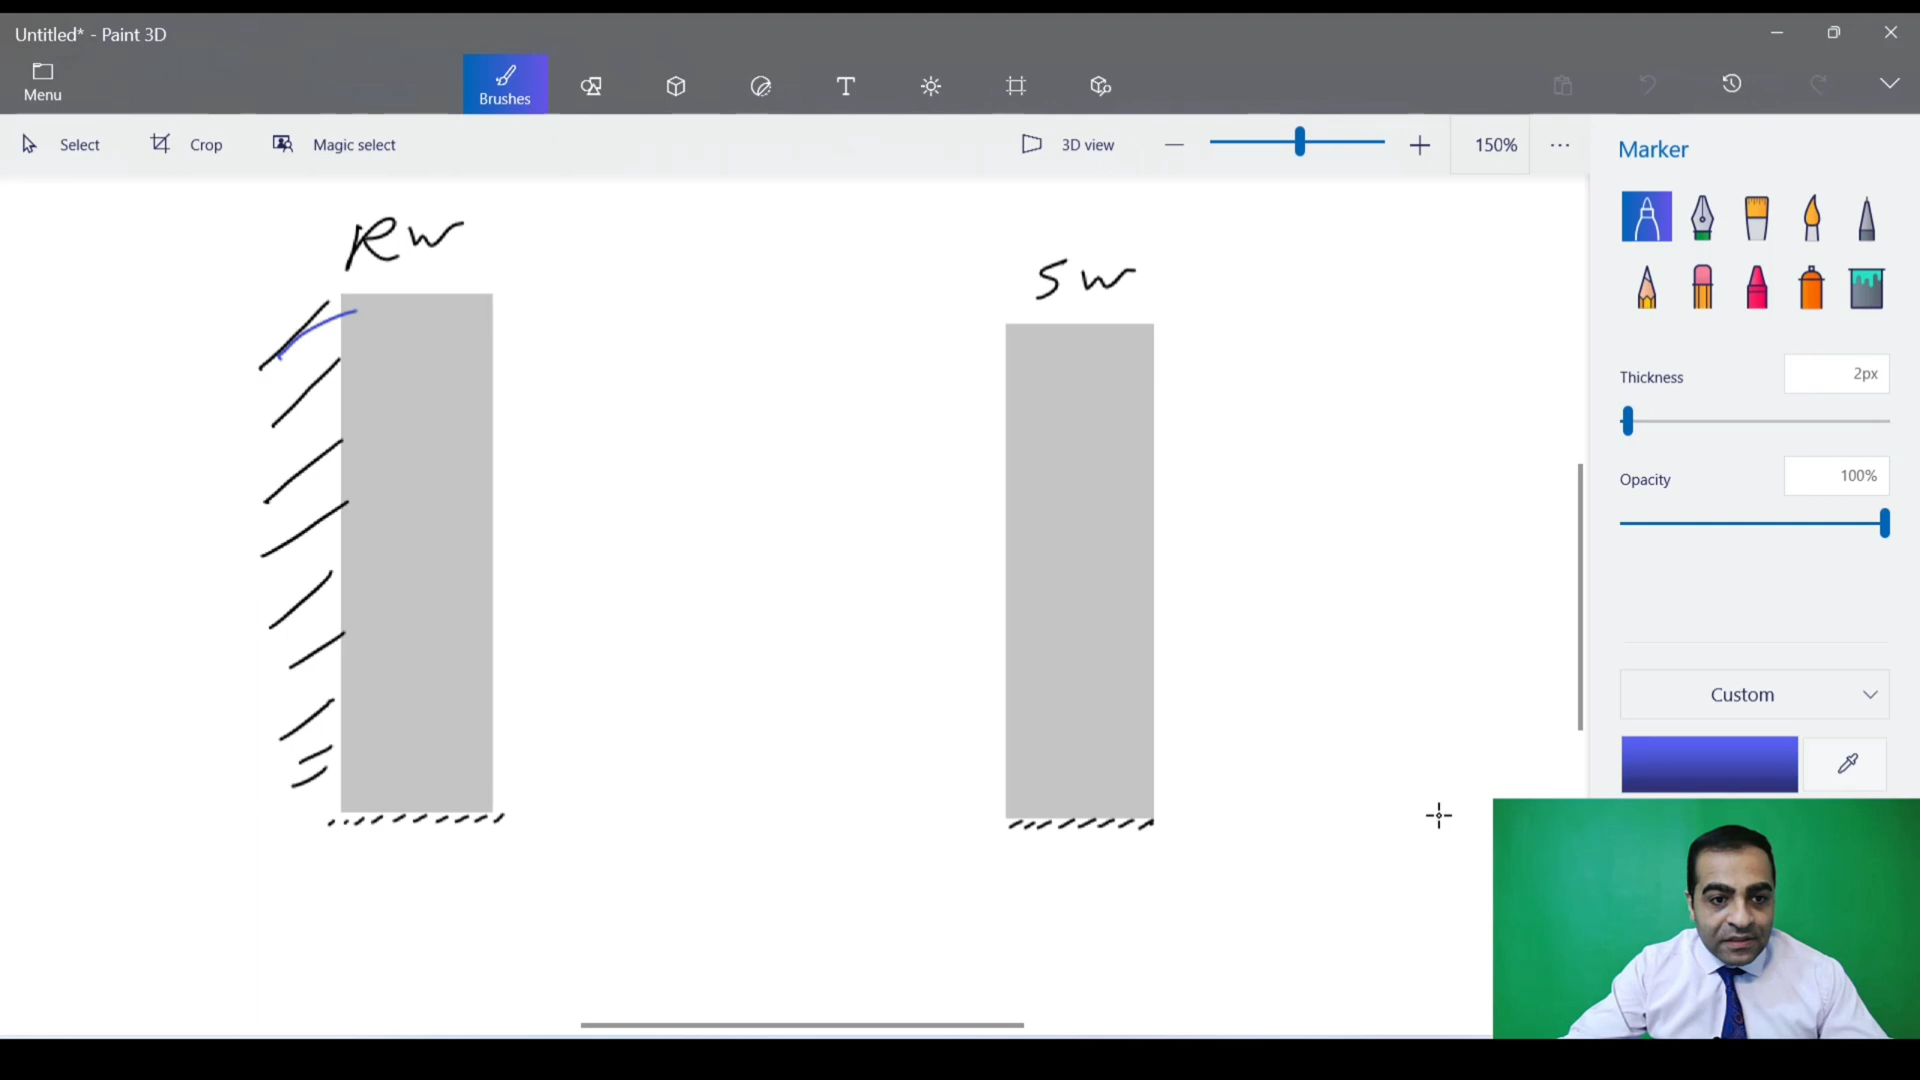 Untitled* - Paint 3D
Menu
Brushes
Select
Crop
Magic select
3D view
150%
Marker
Thickness
2px
Opacity
100%
Custom
RW
SW